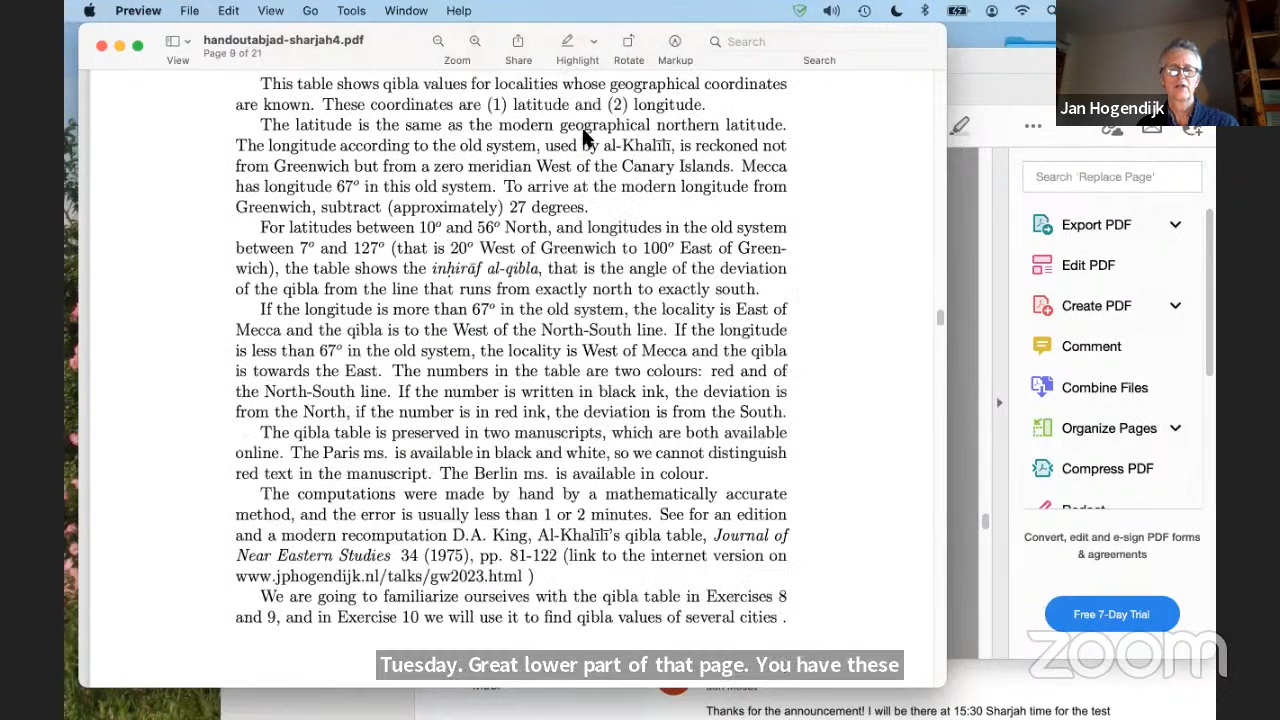 Preview File Edit View Go Tools Window Help
handoutabjad-sharjah4.pdf
Page 9 of 21
View
Zoom
Share
Highlight
Rotate
Markup
Search
Search
This table shows qibla values for localities whose geographical coordinates
are known. These coordinates are (1) latitude and (2) longitude.
The latitude is the same as the modern geographical northern latitude.
The longitude according to the old system, used by al-Khalīlī, is reckoned not
from Greenwich but from a zero meridian West of the Canary Islands. Mecca
has longitude 67° in this old system. To arrive at the modern longitude from
Greenwich, subtract (approximately) 27 degrees.
For latitudes between 10° and 56° North, and longitudes in the old system
between 7° and 127° (that is 20° West of Greenwich to 100° East of Green-
wich), the table shows the inḥirāf al-qibla, that is the angle of the deviation
of the qibla from the line that runs from exactly north to exactly south.
If the longitude is more than 67° in the old system, the locality is East of
Mecca and the qibla is to the West of the North-South line. If the longitude
is less than 67° in the old system, the locality is West of Mecca and the qibla
is towards the East. The numbers in the table are two colours: red and of
the North-South line. If the number is written in black ink, the deviation is
from the North, if the number is in red ink, the deviation is from the South.
The qibla table is preserved in two manuscripts, which are both available
online. The Paris ms. is available in black and white, so we cannot distinguish
red text in the manuscript. The Berlin ms. is available in colour.
The computations were made by hand by a mathematically accurate
method, and the error is usually less than 1 or 2 minutes. See for an edition
and a modern recomputation D.A. King, Al-Khalīlī's qibla table, Journal of
Near Eastern Studies 34 (1975), pp. 81-122 (link to the internet version on
www.jphogendijk.nl/talks/gw2023.html )
We are going to familiarize ourselves with the qibla table in Exercises 8
and 9, and in Exercise 10 we will use it to find qibla values of several cities .
Tuesday. Great lower part of that page. You have these
Jan Hogendijk
Search 'Replace Page'
Export PDF
Edit PDF
Create PDF
Comment
Combine Files
Organize Pages
Compress PDF
Convert, edit and e-sign PDF forms
& agreements
Free 7-Day Trial
zoom
Thanks for the announcement! I will be there at 15:30 Sharjah time for the test